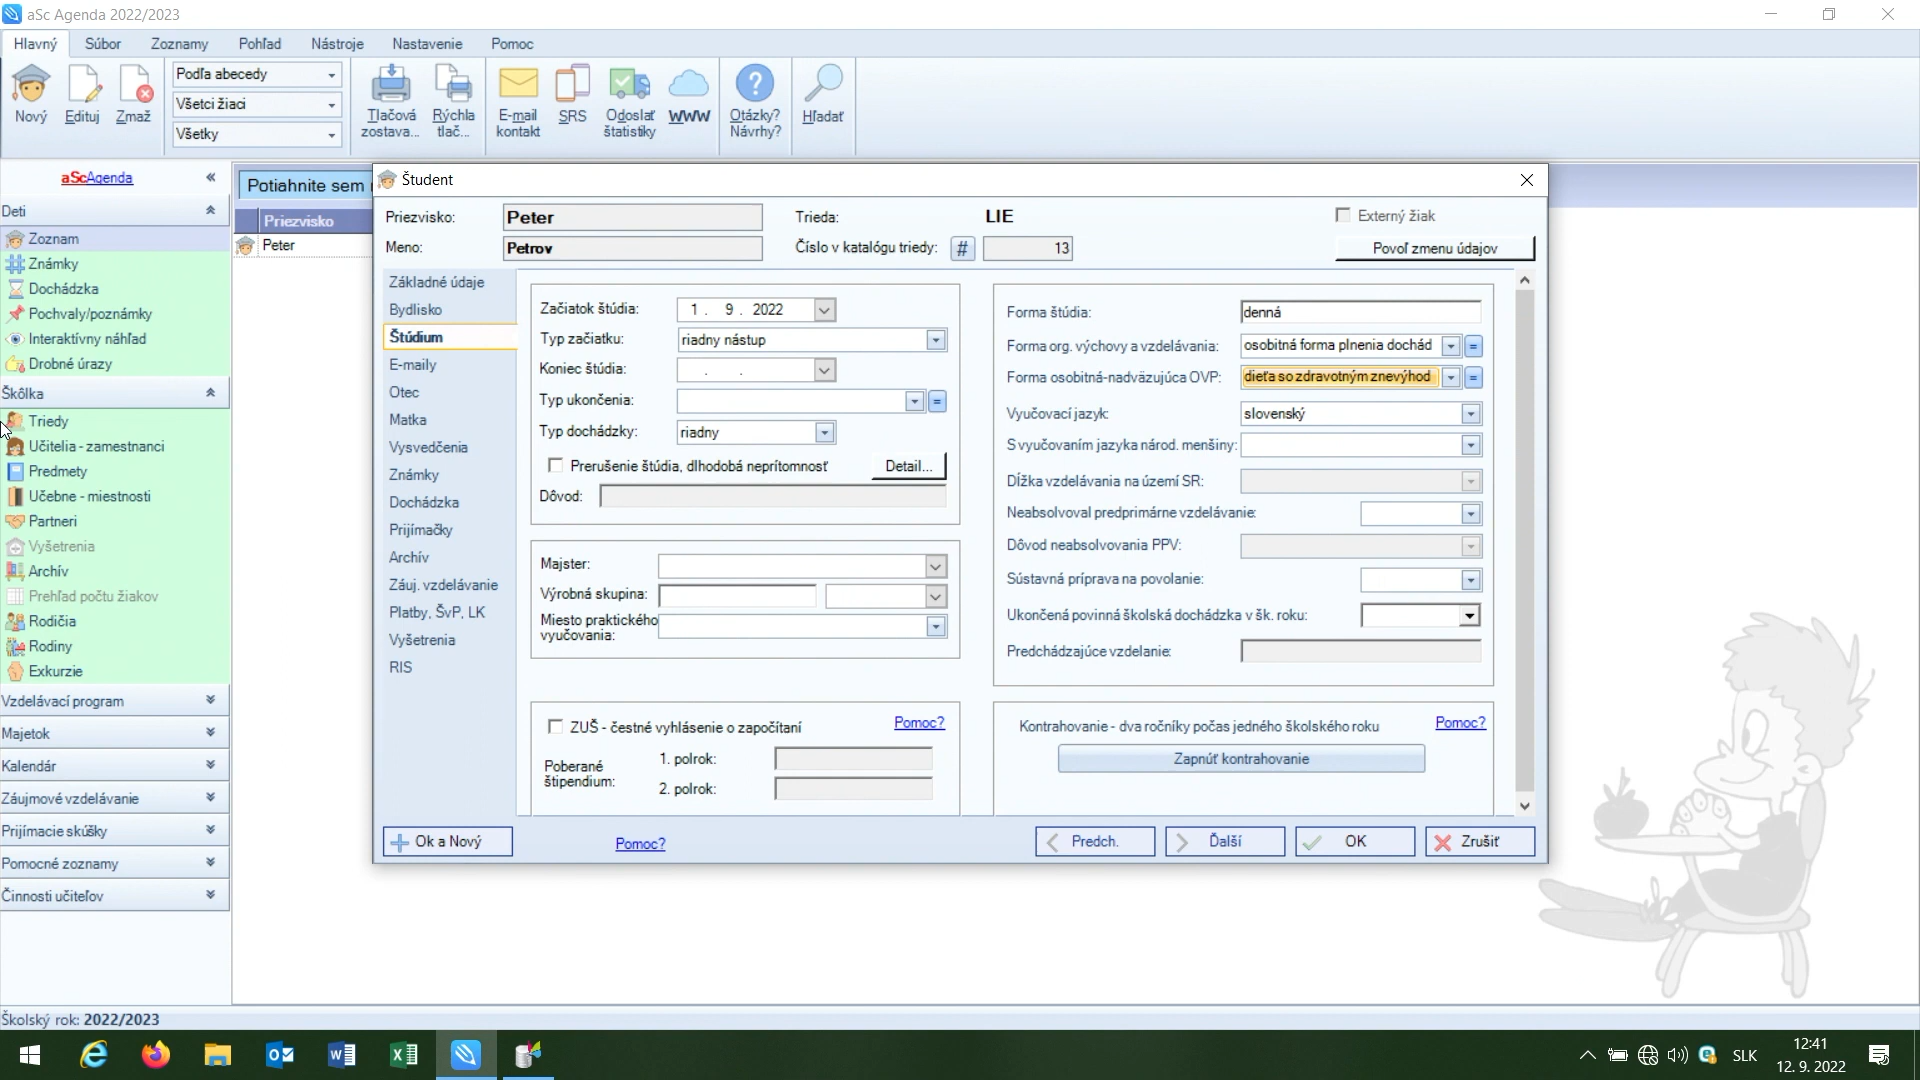 aSc Agenda 2022/2023
Hlavný Súbor Zoznamy Pohľad Nástroje Nastavenie Pomoc
Nový
Edituj
Zmaž
Podľa abecedy
Všetci žiaci
Všetky
Tlačová zostava...
Rýchla tlač...
E-mail kontakt
SRS
Odoslať štatistiky
WWW
Otázky? Návrhy?
Hľadať
aScAgenda
Deti
Zoznam
Známky
Dochádzka
Pochvaly/poznámky
Interaktívny náhľad
Drobné úrazy
Škôlka
Triedy
Učitelia - zamestnanci
Predmety
Učebne - miestnosti
Partneri
Vyšetrenia
Archív
Prehľad počtu žiakov
Rodičia
Rodiny
Exkurzie
Vzdelávací program
Majetok
Kalendár
Záujmové vzdelávanie
Prijímacie skúšky
Pomocné zoznamy
Činnosti učiteľov
Školský rok: 2022/2023
Potiahnite sem
Priezvisko
Peter
Študent
Priezvisko: Peter
Meno: Petrov
Trieda: LIE
Číslo v katalógu triedy: # 13
Externý žiak
Povoľ zmenu údajov
Základné údaje
Bydlisko
Štúdium
E-maily
Otec
Matka
Vysvedčenia
Známky
Dochádzka
Prijímačky
Archív
Záuj. vzdelávanie
Platby, ŠvP, LK
Vyšetrenia
RIS
Začiatok štúdia: 1 . 9 . 2022
Typ začiatku: riadny nástup
Koniec štúdia: . .
Typ ukončenia: =
Typ dochádzky: riadny
Prerušenie štúdia, dlhodobá neprítomnosť Detail...
Dôvod:
Majster:
Výrobná skupina:
Miesto praktického vyučovania:
ZUŠ - čestné vyhlásenie o započítaní Pomoc?
Poberané štipendium:
1. polrok:
2. polrok:
Forma štúdia: denná
Forma org. výchovy a vzdelávania: osobitná forma plnenia dochád =
Forma osobitná-nadväzujúca OVP: dieťa so zdravotným znevýhod =
Vyučovací jazyk: slovenský
S vyučovaním jazyka národ. menšiny:
Dĺžka vzdelávania na území SR:
Neabsolvoval predprimárne vzdelávanie:
Dôvod neabsolvovania PPV:
Sústavná príprava na povolanie:
Ukončená povinná školská dochádzka v šk. roku:
Predchádzajúce vzdelanie:
Kontrahovanie - dva ročníky počas jedného školského roku Pomoc?
Zapnúť kontrahovanie
Ok a Nový
Pomoc?
Predch.
Ďalší
OK
Zrušiť
SLK
12:41
12. 9. 2022